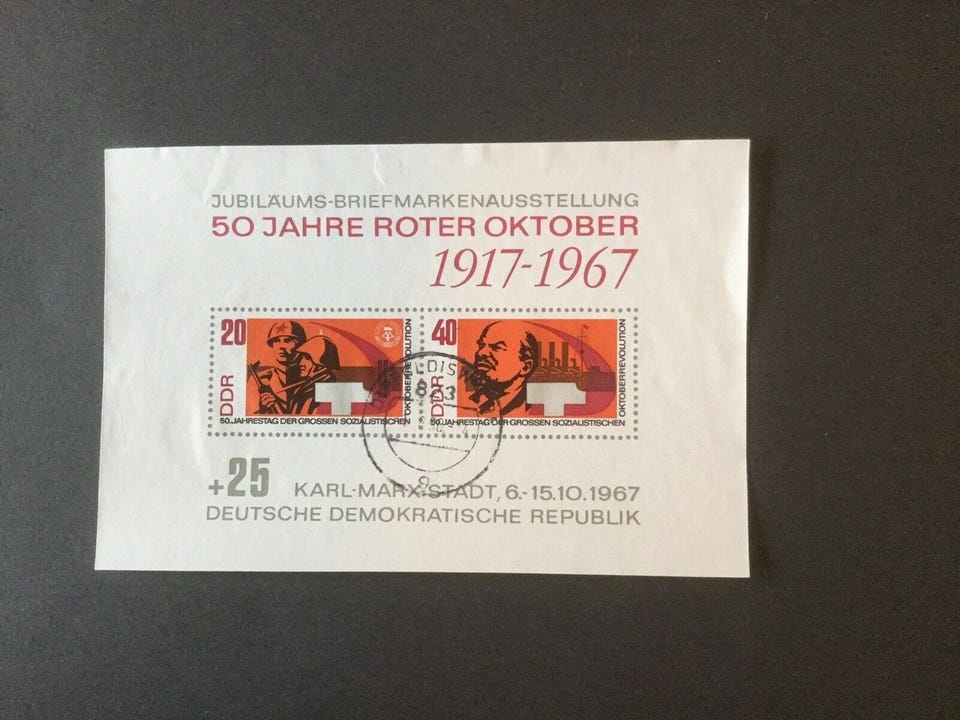 JUBILÄUMS-BRIEFMARKENAUSSTELLUNG
50 JAHRE ROTER OKTOBER
1917-1967
20
DDR
50. JAHRESTAG DER GROSSEN SOZIALISTISCHEN
OKTOBERREVOLUTION
40
DDR
50. JAHRESTAG DER GROSSEN SOZIALISTISCHEN
OKTOBERREVOLUTION
+25
KARL-MARX-STADT, 6.-15.10.1967
DEUTSCHE DEMOKRATISCHE REPUBLIK